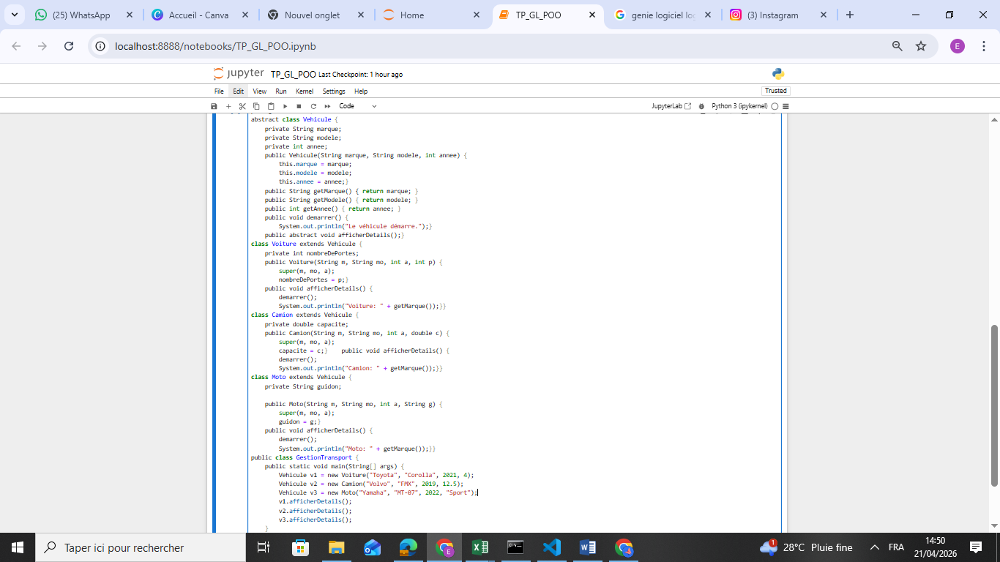 (25) WhatsApp
Accueil - Canva
Nouvel onglet
Home
TP_GL_POO
genie logiciel
(3) Instagram
localhost:8888/notebooks/TP_GL_POO.ipynb
E
jupyter TP_GL_POO Last Checkpoint: 1 hour ago
File Edit View Run Kernel Settings Help
Trusted
Code
JupyterLab
Python 3 (ipykernel)
abstract class Vehicule {
    private String marque;
    private String modele;
    private int annee;
    public Vehicule(String marque, String modele, int annee) {
        this.marque = marque;
        this.modele = modele;
        this.annee = annee;}
    public String getMarque() { return marque; }
    public String getModele() { return modele; }
    public int getAnnee() { return annee; }
    public void demarrer() {
        System.out.println("Le véhicule démarre.");}
    public abstract void afficherDetails();}
class Voiture extends Vehicule {
    private int nombreDePortes;
    public Voiture(String m, String mo, int a, int p) {
        super(m, mo, a);
        nombreDePortes = p;}
    public void afficherDetails() {
        demarrer();
        System.out.println("Voiture: " + getMarque());}}
class Camion extends Vehicule {
    private double capacite;
    public Camion(String m, String mo, int a, double c) {
        super(m, mo, a);
        capacite = c;}    public void afficherDetails() {
        demarrer();
        System.out.println("Camion: " + getMarque());}}
class Moto extends Vehicule {
    private String guidon;
    public Moto(String m, String mo, int a, String g) {
        super(m, mo, a);
        guidon = g;}
    public void afficherDetails() {
        demarrer();
        System.out.println("Moto: " + getMarque());}}
public class GestionTransport {
    public static void main(String[] args) {
        Vehicule v1 = new Voiture("Toyota", "Corolla", 2021, 4);
        Vehicule v2 = new Camion("Volvo", "FMX", 2019, 12.5);
        Vehicule v3 = new Moto("Yamaha", "MT-07", 2022, "Sport");
        v1.afficherDetails();
        v2.afficherDetails();
        v3.afficherDetails();
    }
Taper ici pour rechercher
E
1
28°C Pluie fine
FRA
14:50
21/04/2026